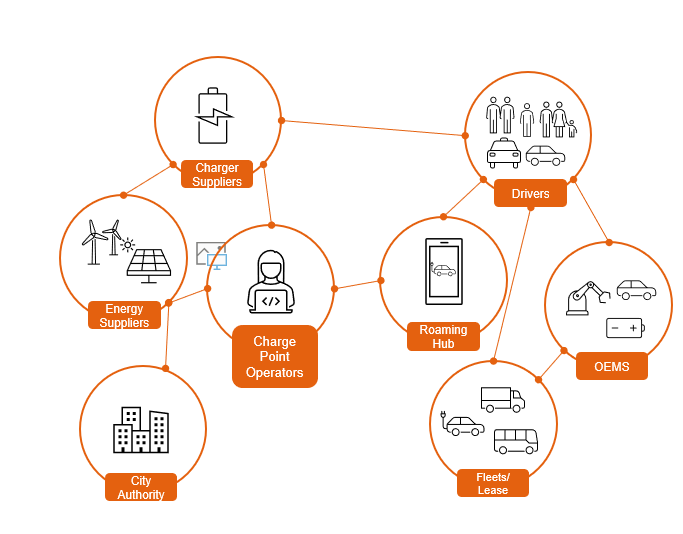 Charger
Suppliers
Drivers
Energy
Suppliers
</>
Charge
Point
Operators
Roaming
Hub
OEMS
City
Authority
Fleets/
Lease